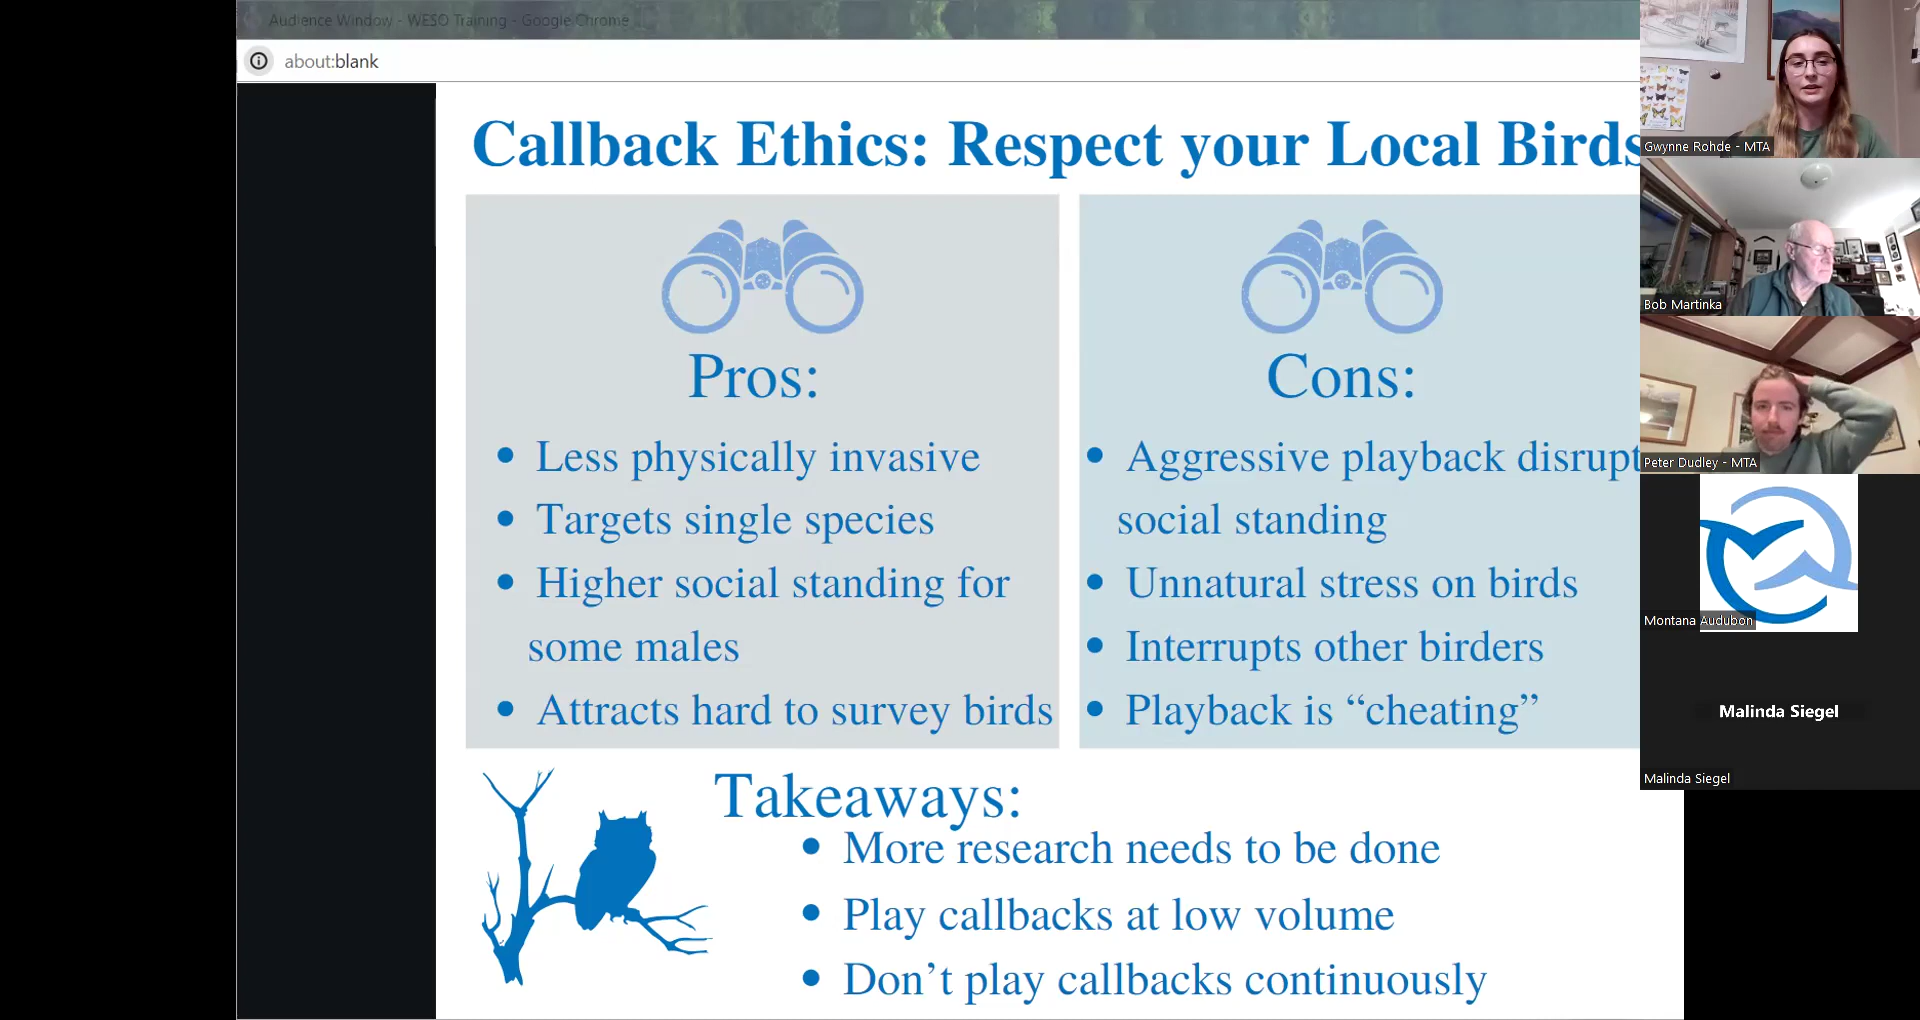 Audience Window - WESO Training - Google Chrome
about:blank
Callback Ethics: Respect your Local Birds
Pros:
• Less physically invasive
• Targets single species
• Higher social standing for
some males
• Attracts hard to survey birds
Cons:
• Aggressive playback disrupt
social standing
• Unnatural stress on birds
• Interrupts other birders
• Playback is “cheating”
Takeaways:
• More research needs to be done
• Play callbacks at low volume
• Don’t play callbacks continuously
Gwynne Rohde - MTA
Bob Martinka
Peter Dudley - MTA
Montana Audubon
Malinda Siegel
Malinda Siegel